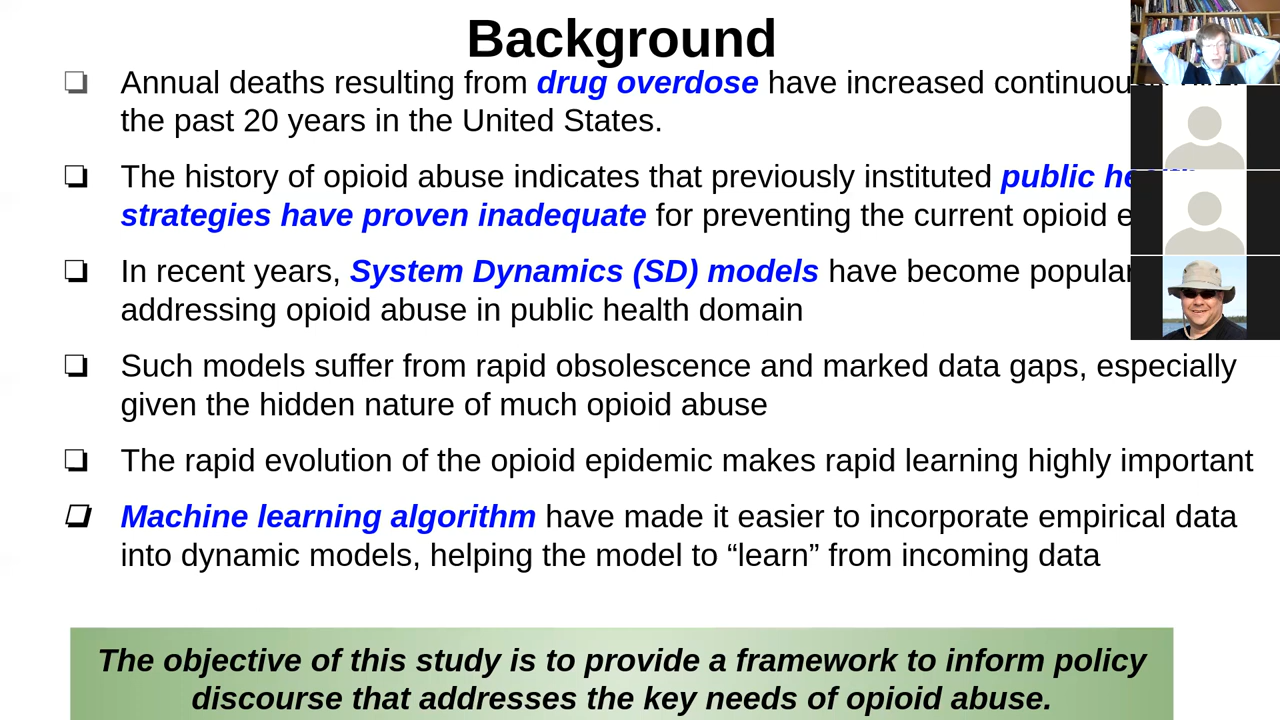 Background
Annual deaths resulting from drug overdose have increased
the past 20 years in the United States.
The history of opioid abuse indicates that previously instituted public
strategies have proven inadequate for preventing the current opioid
In recent years, System Dynamics (SD) models have become popular
addressing opioid abuse in public health domain
Such models suffer from rapid obsolescence and marked data gaps, especially
given the hidden nature of much opioid abuse
The rapid evolution of the opioid epidemic makes rapid learning highly important
Machine learning algorithm have made it easier to incorporate empirical data
into dynamic models, helping the model to “learn” from incoming data
The objective of this study is to provide a framework to inform policy
discourse that addresses the key needs of opioid abuse.